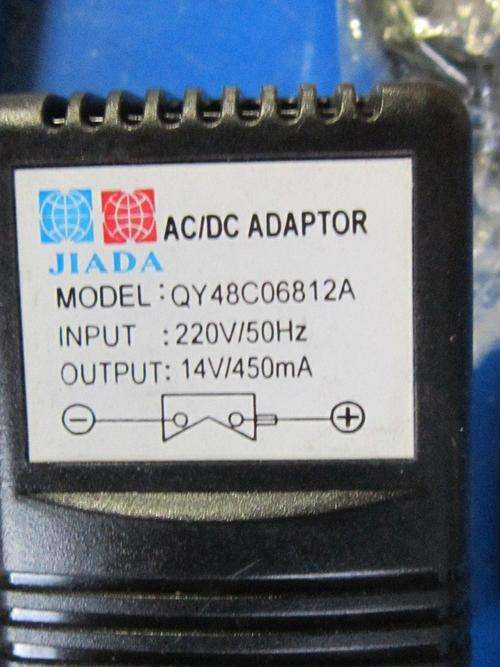 AC/DC ADAPTOR
JIADA
MODEL:QY48C06812A
INPUT :220V/50Hz
OUTPUT: 14V/450mA
- +